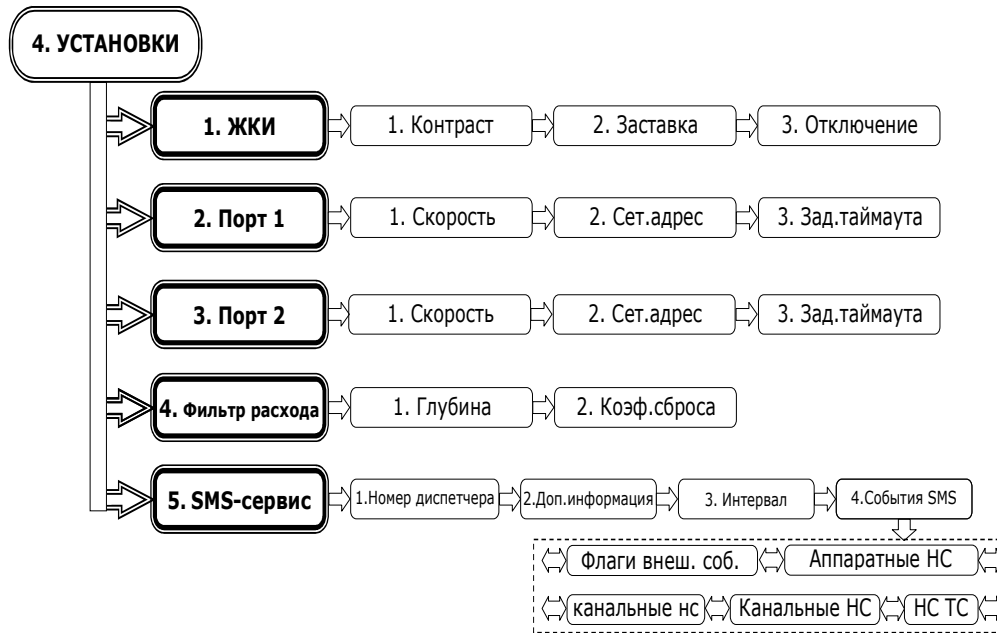 4. УСТАНОВКИ
1. ЖКИ
1. Контраст
2. Заставка
3. Отключение
2. Порт 1
1. Скорость
2. Сет.адрес
3. Зад.таймаута
3. Порт 2
1. Скорость
2. Сет.адрес
3. Зад.таймаута
4. Фильтр расхода
1. Глубина
2. Коэф.сброса
5. SMS-сервис
1.Номер диспетчера
2.Доп.информация
3. Интервал
4.События SMS
Флаги внеш. соб.
Аппаратные НС
канальные нс
Канальные НС
НС ТС